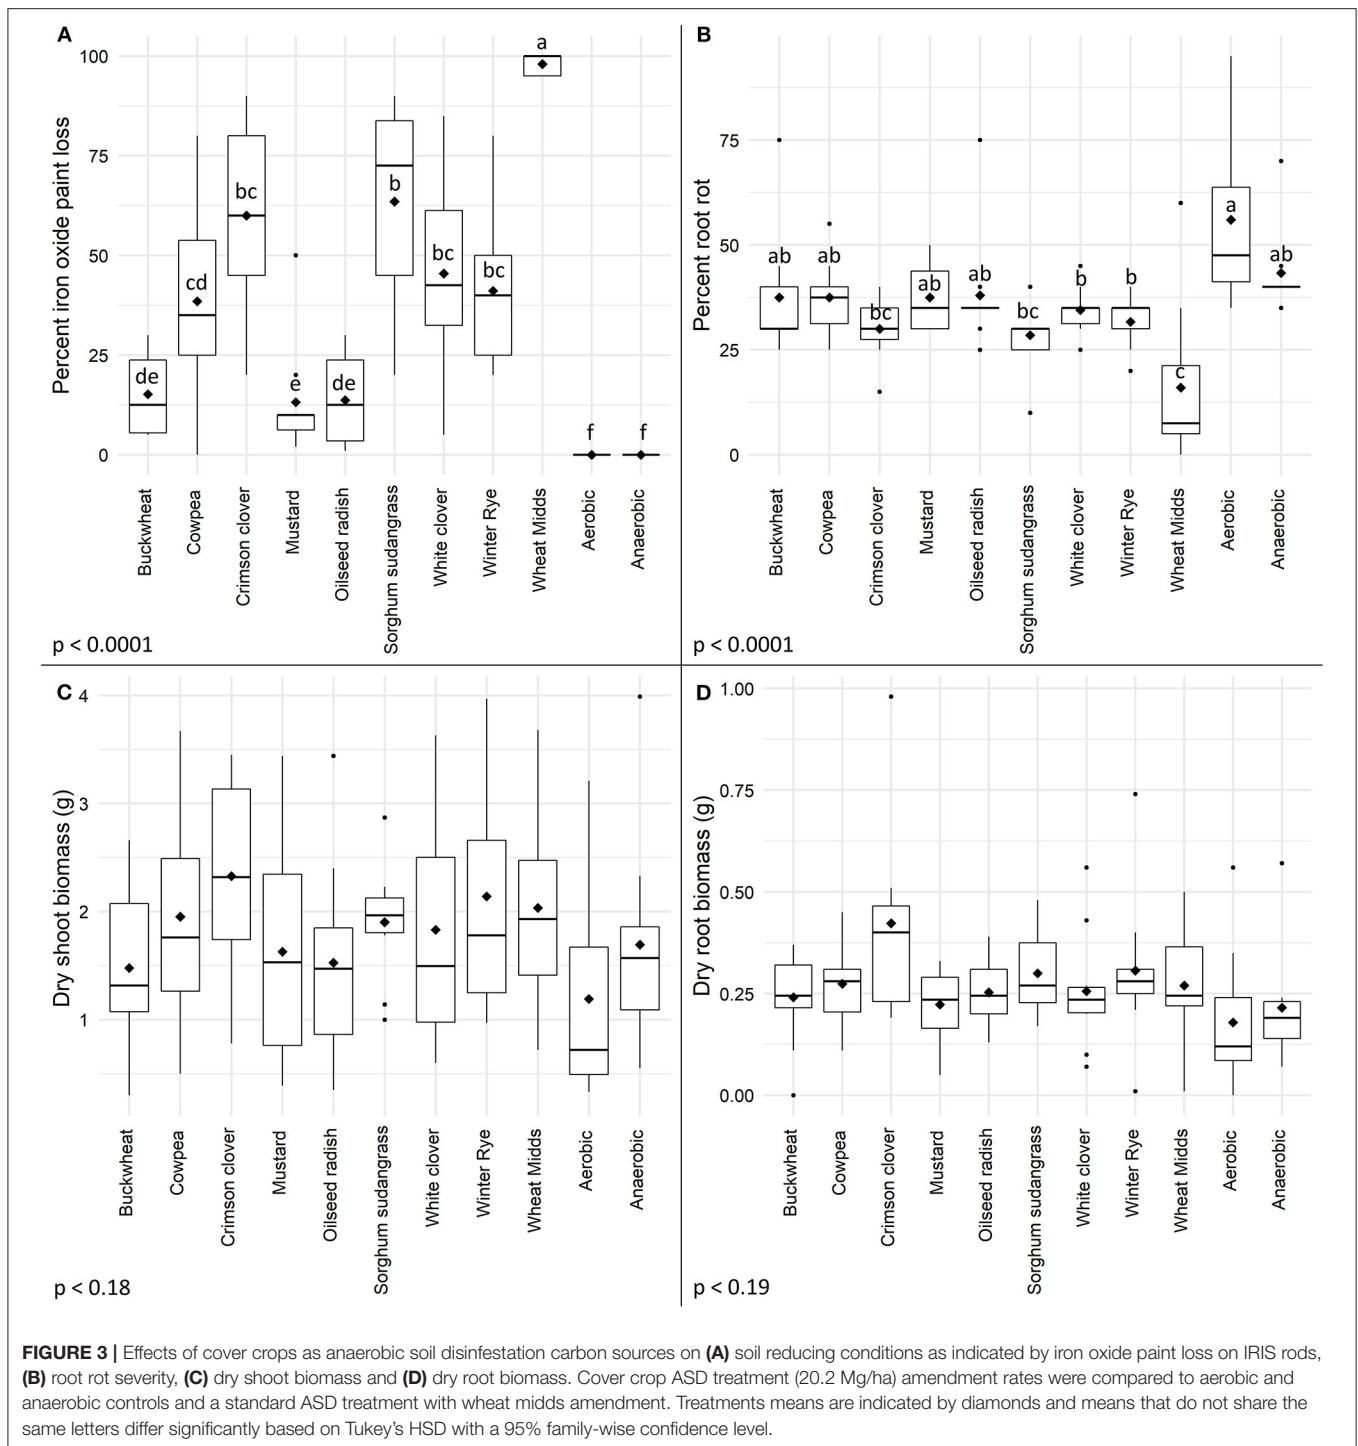 A
Percent iron oxide paint loss
100
75
50
25
0
de
cd
bc
e
de
b
bc
bc
a
f
f
Buckwheat
Cowpea
Crimson clover
Mustard
Oilseed radish
Sorghum sudangrass
White clover
Winter Rye
Wheat Midds
Aerobic
Anaerobic
p < 0.0001
B
Percent root rot
75
50
25
0
ab
ab
bc
ab
ab
bc
b
b
c
a
ab
Buckwheat
Cowpea
Crimson clover
Mustard
Oilseed radish
Sorghum sudangrass
White clover
Winter Rye
Wheat Midds
Aerobic
Anaerobic
p < 0.0001
C
Dry shoot biomass (g)
4
3
2
1
Buckwheat
Cowpea
Crimson clover
Mustard
Oilseed radish
Sorghum sudangrass
White clover
Winter Rye
Wheat Midds
Aerobic
Anaerobic
p < 0.18
D
Dry root biomass (g)
1.00
0.75
0.50
0.25
0.00
Buckwheat
Cowpea
Crimson clover
Mustard
Oilseed radish
Sorghum sudangrass
White clover
Winter Rye
Wheat Midds
Aerobic
Anaerobic
p < 0.19
FIGURE 3 | Effects of cover crops as anaerobic soil disinfestation carbon sources on (A) soil reducing conditions as indicated by iron oxide paint loss on IRIS rods,
(B) root rot severity, (C) dry shoot biomass and (D) dry root biomass. Cover crop ASD treatment (20.2 Mg/ha) amendment rates were compared to aerobic and
anaerobic controls and a standard ASD treatment with wheat midds amendment. Treatments means are indicated by diamonds and means that do not share the
same letters differ significantly based on Tukey's HSD with a 95% family-wise confidence level.